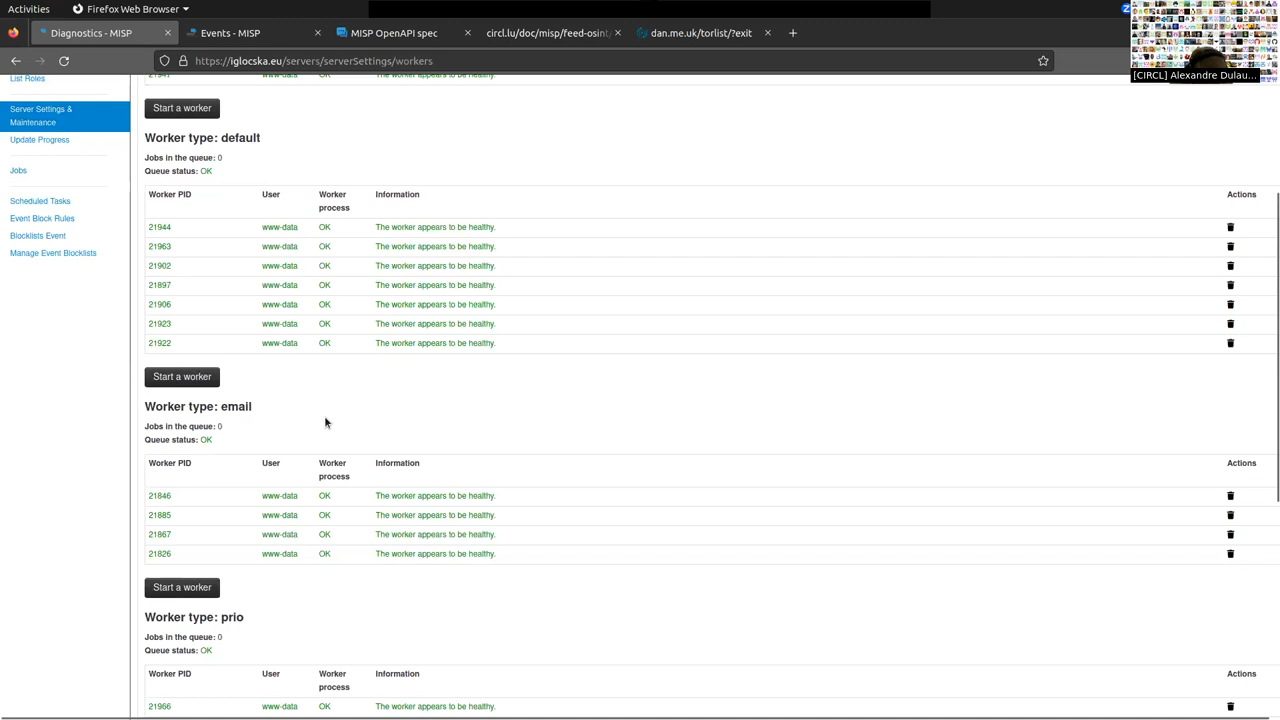 Activities
Firefox Web Browser
Diagnostics - MISP
Events - MISP
MISP OpenAPI spec
dan.me.uk/torlist/?exit
https://iglocska.eu/servers/serverSettings/workers
[CIRCL] Alexandre Dulau...
List Roles
Server Settings &
Maintenance
Update Progress
Jobs
Scheduled Tasks
Event Block Rules
Blocklists Event
Manage Event Blocklists
21941 www-data OK The worker appears to be healthy.
Start a worker
Worker type: default
Jobs in the queue: 0
Queue status: OK
Worker PID User Worker process Information Actions
21944 www-data OK The worker appears to be healthy.
21963 www-data OK The worker appears to be healthy.
21902 www-data OK The worker appears to be healthy.
21897 www-data OK The worker appears to be healthy.
21906 www-data OK The worker appears to be healthy.
21923 www-data OK The worker appears to be healthy.
21922 www-data OK The worker appears to be healthy.
Start a worker
Worker type: email
Jobs in the queue: 0
Queue status: OK
Worker PID User Worker process Information Actions
21846 www-data OK The worker appears to be healthy.
21885 www-data OK The worker appears to be healthy.
21867 www-data OK The worker appears to be healthy.
21826 www-data OK The worker appears to be healthy.
Start a worker
Worker type: prio
Jobs in the queue: 0
Queue status: OK
Worker PID User Worker process Information Actions
21966 www-data OK The worker appears to be healthy.